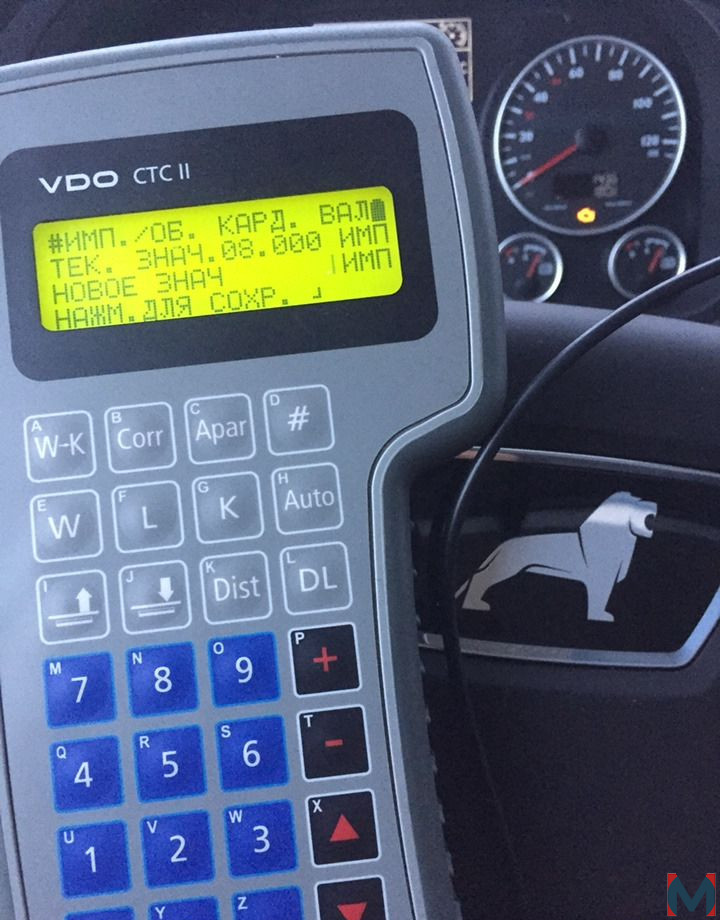 VDO CTC II
#ИМП./ОБ. КАРД. ВАЛ
ТЕК. ЗНАЧ.08.000 ИМП
НОВОЕ ЗНАЧ ИМП
НАЖМ.ДЛЯ СОХР. ┘
A W-K B Corr C Apar D #
E W F L G K H Auto
I J K Dist L DL
M 7 N 8 O 9 P +
Q 4 R 5 S 6 T -
U 1 V 2 W 3 X
Y Z
20 40 60 80 100 120
M